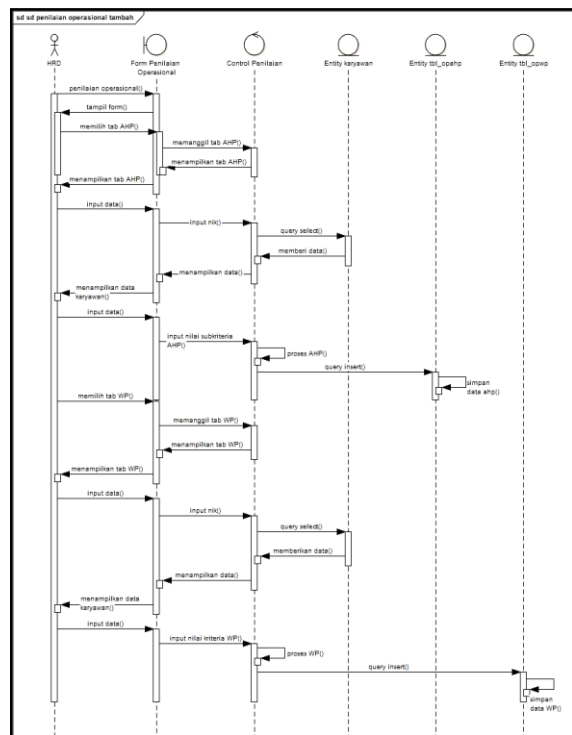 sd sd penilaian operasional tambah
HRD
Form Penilaian
Operasional
Control Penilaian
Entity karyawan
Entity tbl_opahp
Entity tbl_opwp
penilaian operasional()
tampil form()
memilih tab AHP()
memanggil tab AHP()
menampilkan tab AHP()
menampilkan tab AHP()
input data()
input nik()
query select()
memberi data()
menampilkan data()
menampilkan data
karyawan()
input data()
input nilai subkriteria
AHP()
proses AHP()
query insert()
simpan
data ahp()
memilih tab WP()
memanggil tab WP()
menampilkan tab WP()
menampilkan tab WP()
input data()
input nik()
query select()
memberikan data()
menampilkan data()
menampilkan data
karyawan()
input data()
input nilai kriteria WP()
proses WP()
query insert()
simpan
data WP()